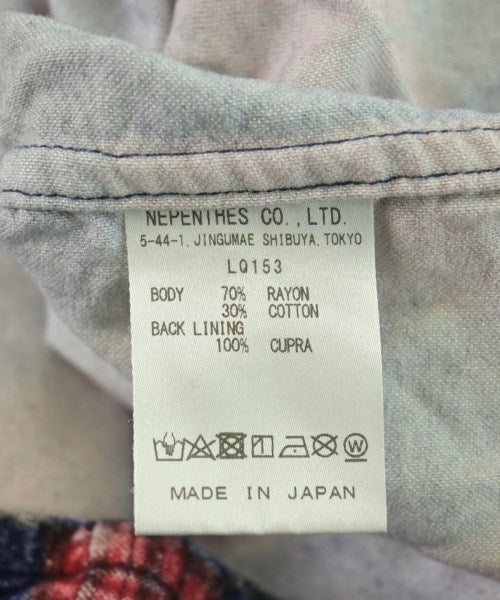 NEPENTHES CO.,LTD.
5-44-1, JINGUMAE SHIBUYA, TOKYO
LQ153
BODY 70% RAYON
30% COTTON
BACK LINING
100% CUPRA
W
MADE IN JAPAN